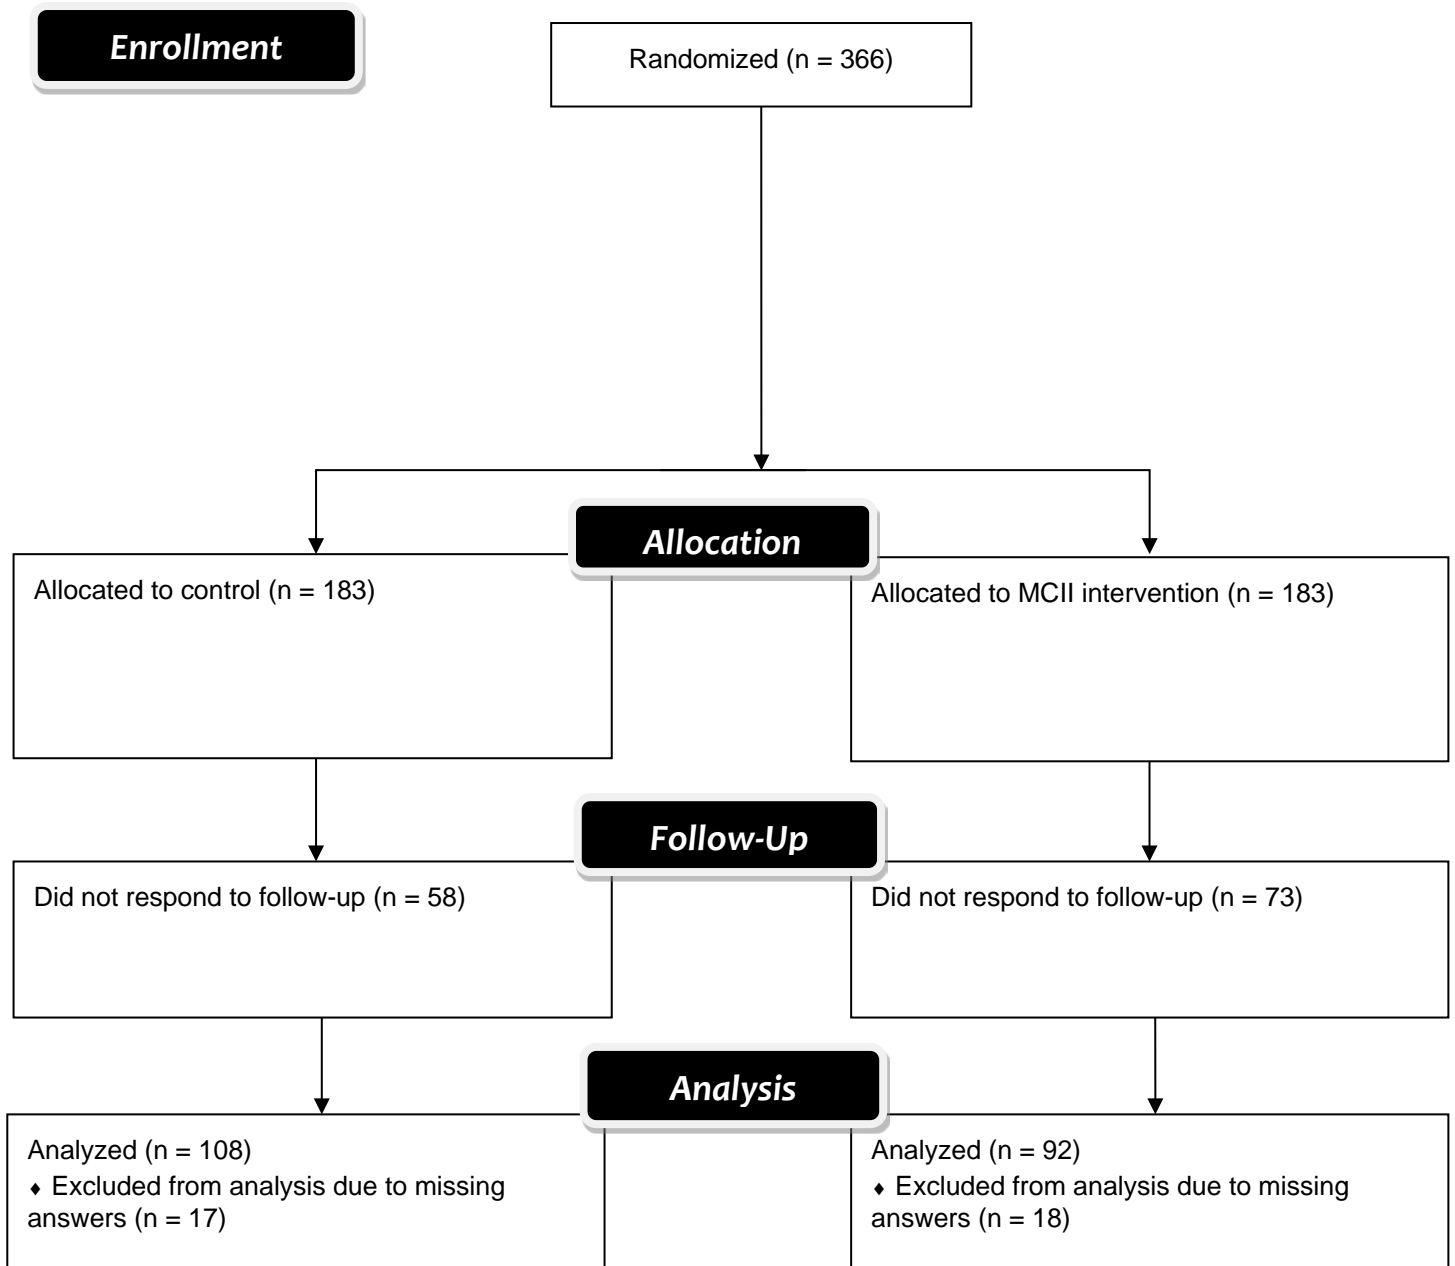 Enrollment
Randomized (n = 366)
Allocation
Allocated to control (n = 183)
Allocated to MCII intervention (n = 183)
Follow-Up
Did not respond to follow-up (n = 58)
Did not respond to follow-up (n = 73)
Analysis
Analyzed (n = 108)
♦ Excluded from analysis due to missing
answers (n = 17)
Analyzed (n = 92)
♦ Excluded from analysis due to missing
answers (n = 18)